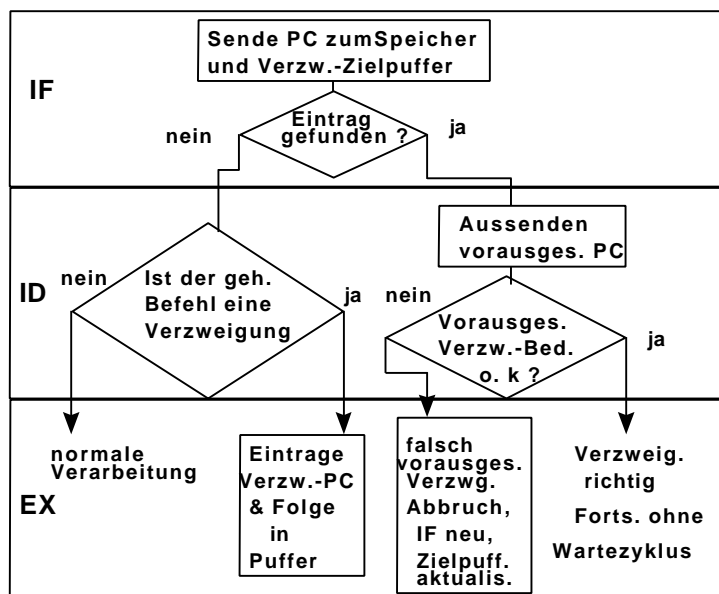 Sende PC zumSpeicher
und Verzw.-Zielpuffer
IF
Eintrag
gefunden ?
nein
ja
Aussenden
vorausges. PC
ID
nein
Ist der geh.
Befehl eine
Verzweigung
ja
nein
Vorausges.
Verzw.-Bed.
o. k ?
ja
EX
normale
Verarbeitung
Eintrage
Verzw.-PC
& Folge
in
Puffer
falsch
vorausges.
Verzwg.
Abbruch,
IF neu,
Zielpuff.
aktualis.
Verzweig.
richtig
Forts. ohne
Wartezyklus